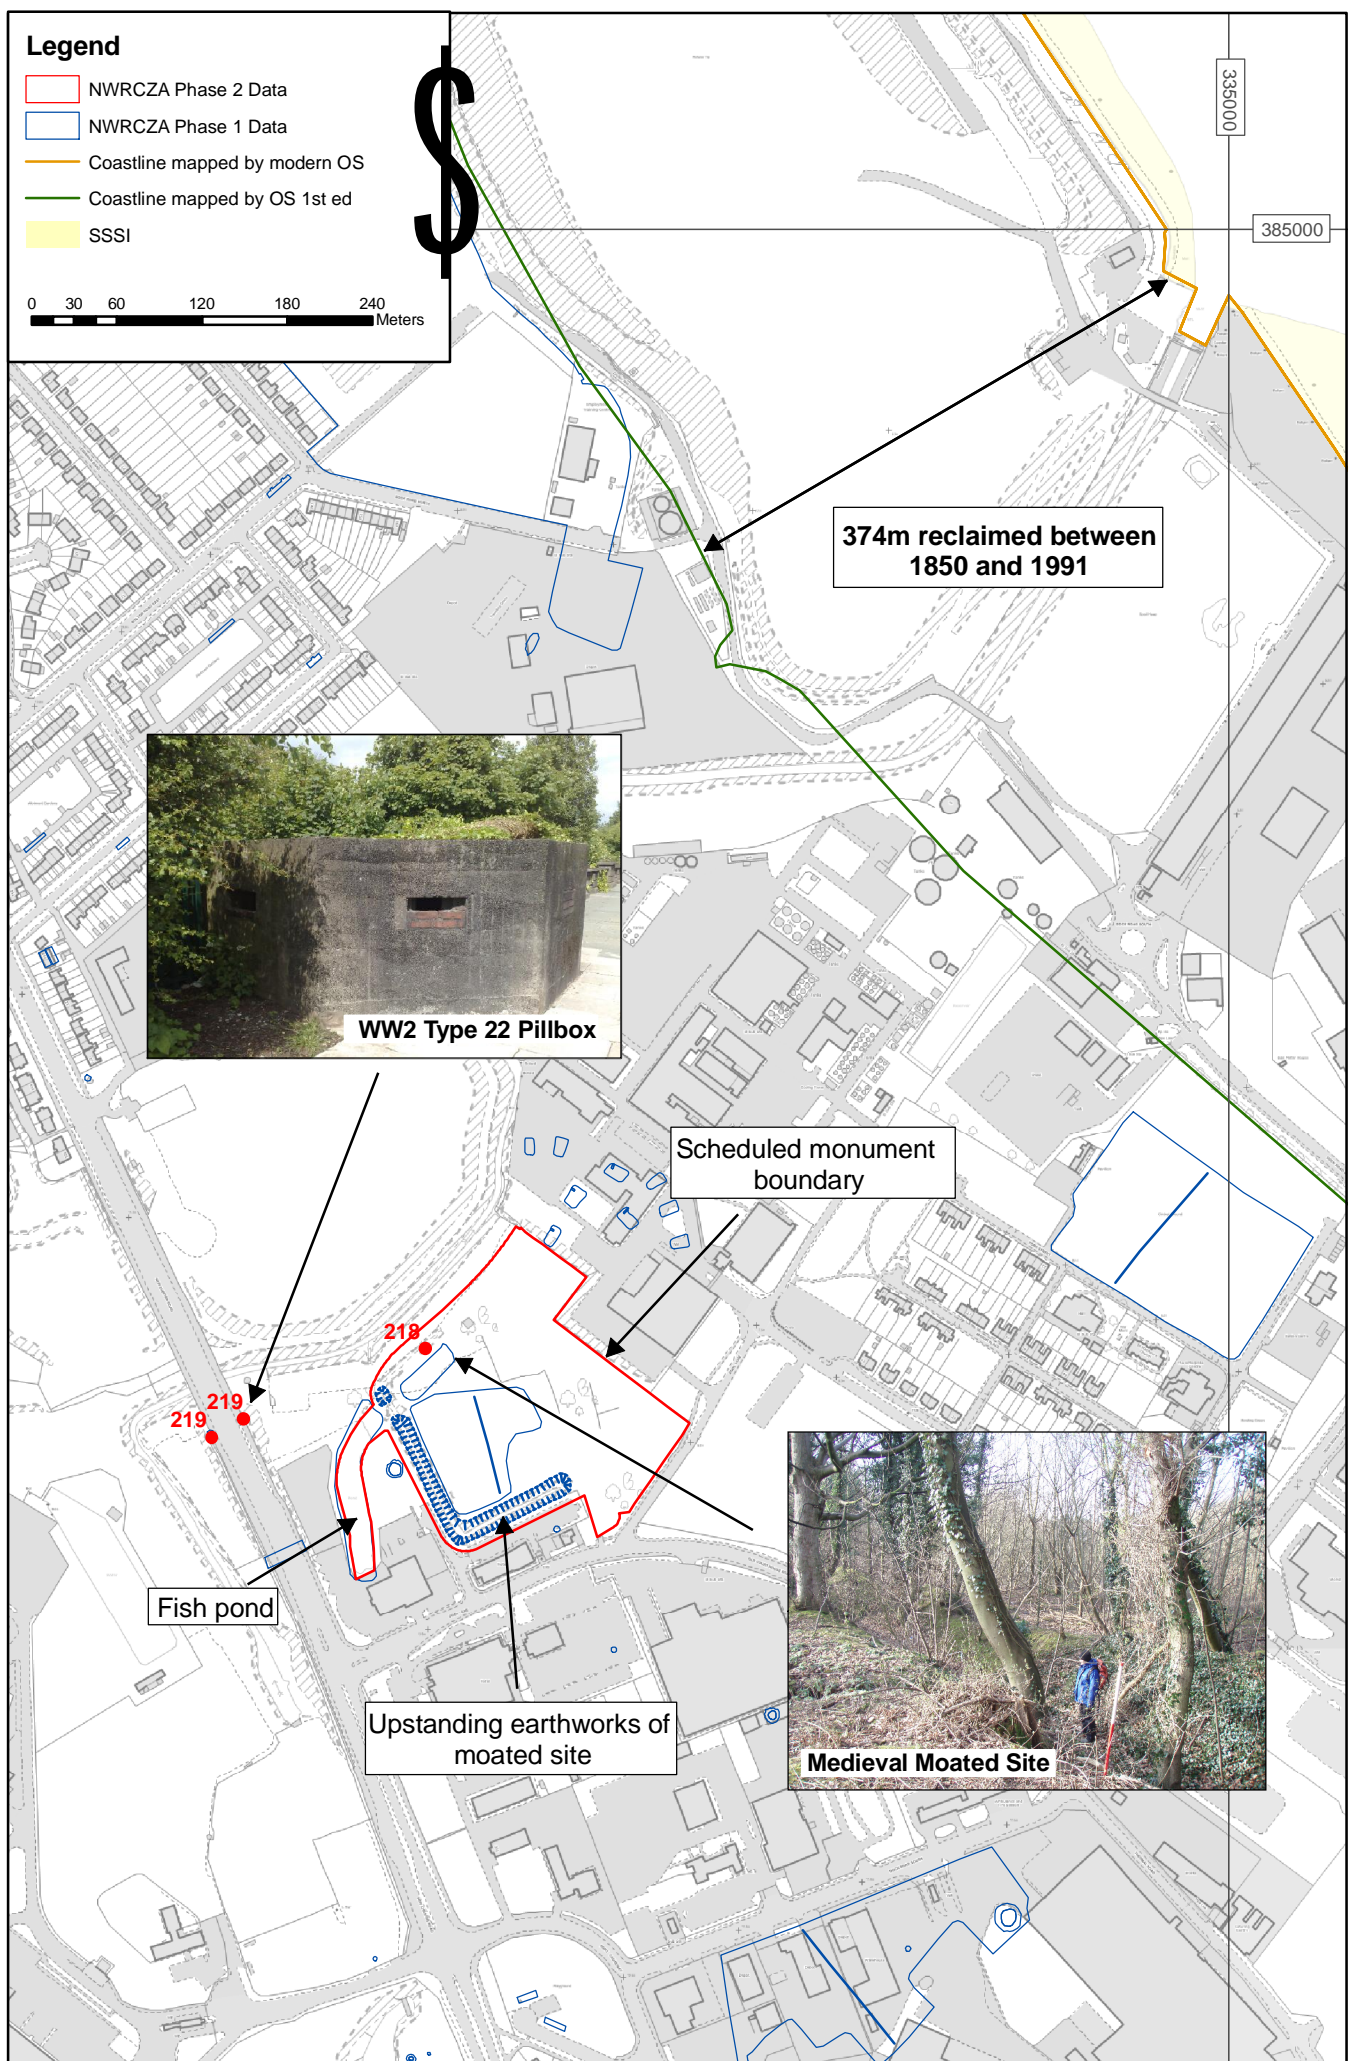 Legend
NWRCZA Phase 2 Data
NWRCZA Phase 1 Data
Coastline mapped by modern OS
Coastline mapped by OS 1st ed
SSSI
0 30 60 120 180 240
Meters
$
335000
385000
374m reclaimed between
1850 and 1991
WW2 Type 22 Pillbox
Scheduled monument
boundary
218
219
219
Fish pond
Upstanding earthworks of
moated site
Medieval Moated Site